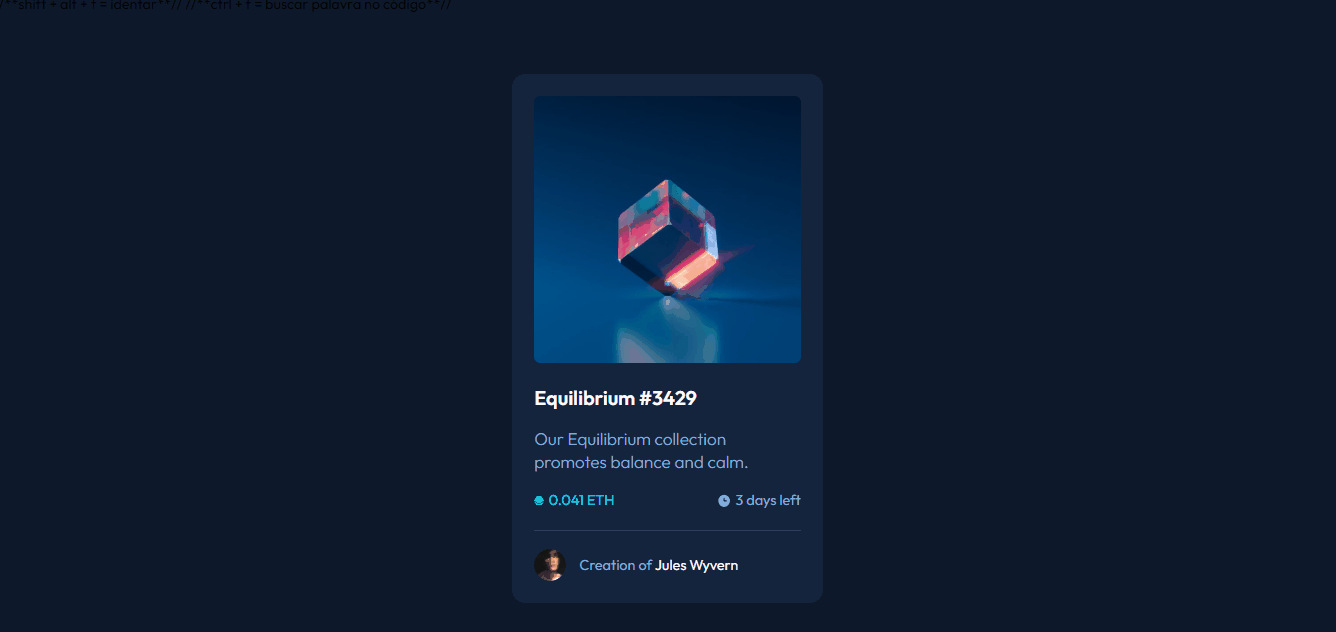 /**shift + alt + f = identar**// //**ctrl + f = buscar palavra no código**//
Equilibrium #3429
Our Equilibrium collection
promotes balance and calm.
0.041 ETH
3 days left
Creation of Jules Wyvern